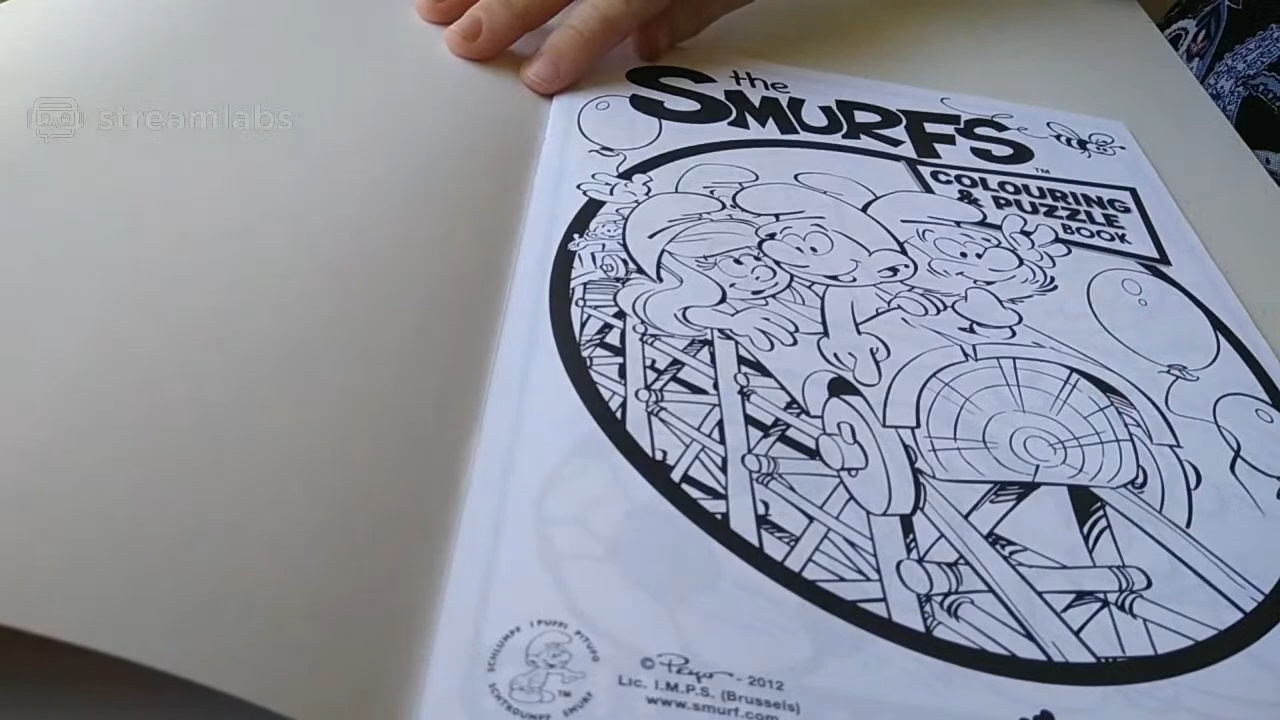 streamlabs
the
SMURFS
TM
COLOURING
& PUZZLE
BOOK
SCHLUMPF I PUFFI PITUFO
SCHTROUMPF SMURF
TM
© Peyo - 2012
Lic. I.M.P.S. (Brussels)
www.smurf.com